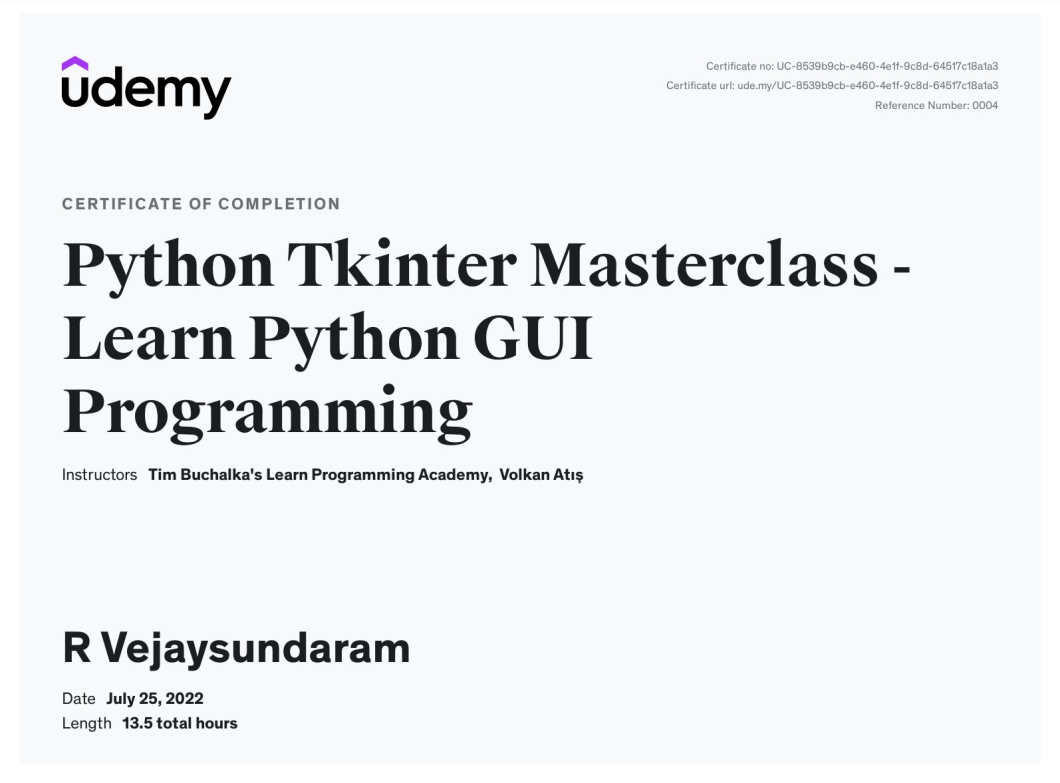 udemy
Certificate no: UC-8539b9cb-e460-4e1f-9c8d-64517c18a1a3
Certificate url: ude.my/UC-8539b9cb-e460-4e1f-9c8d-64517c18a1a3
Reference Number: 0004
CERTIFICATE OF COMPLETION
Python Tkinter Masterclass -
Learn Python GUI
Programming
Instructors Tim Buchalka's Learn Programming Academy, Volkan Atış
R Vejaysundaram
Date July 25, 2022
Length 13.5 total hours